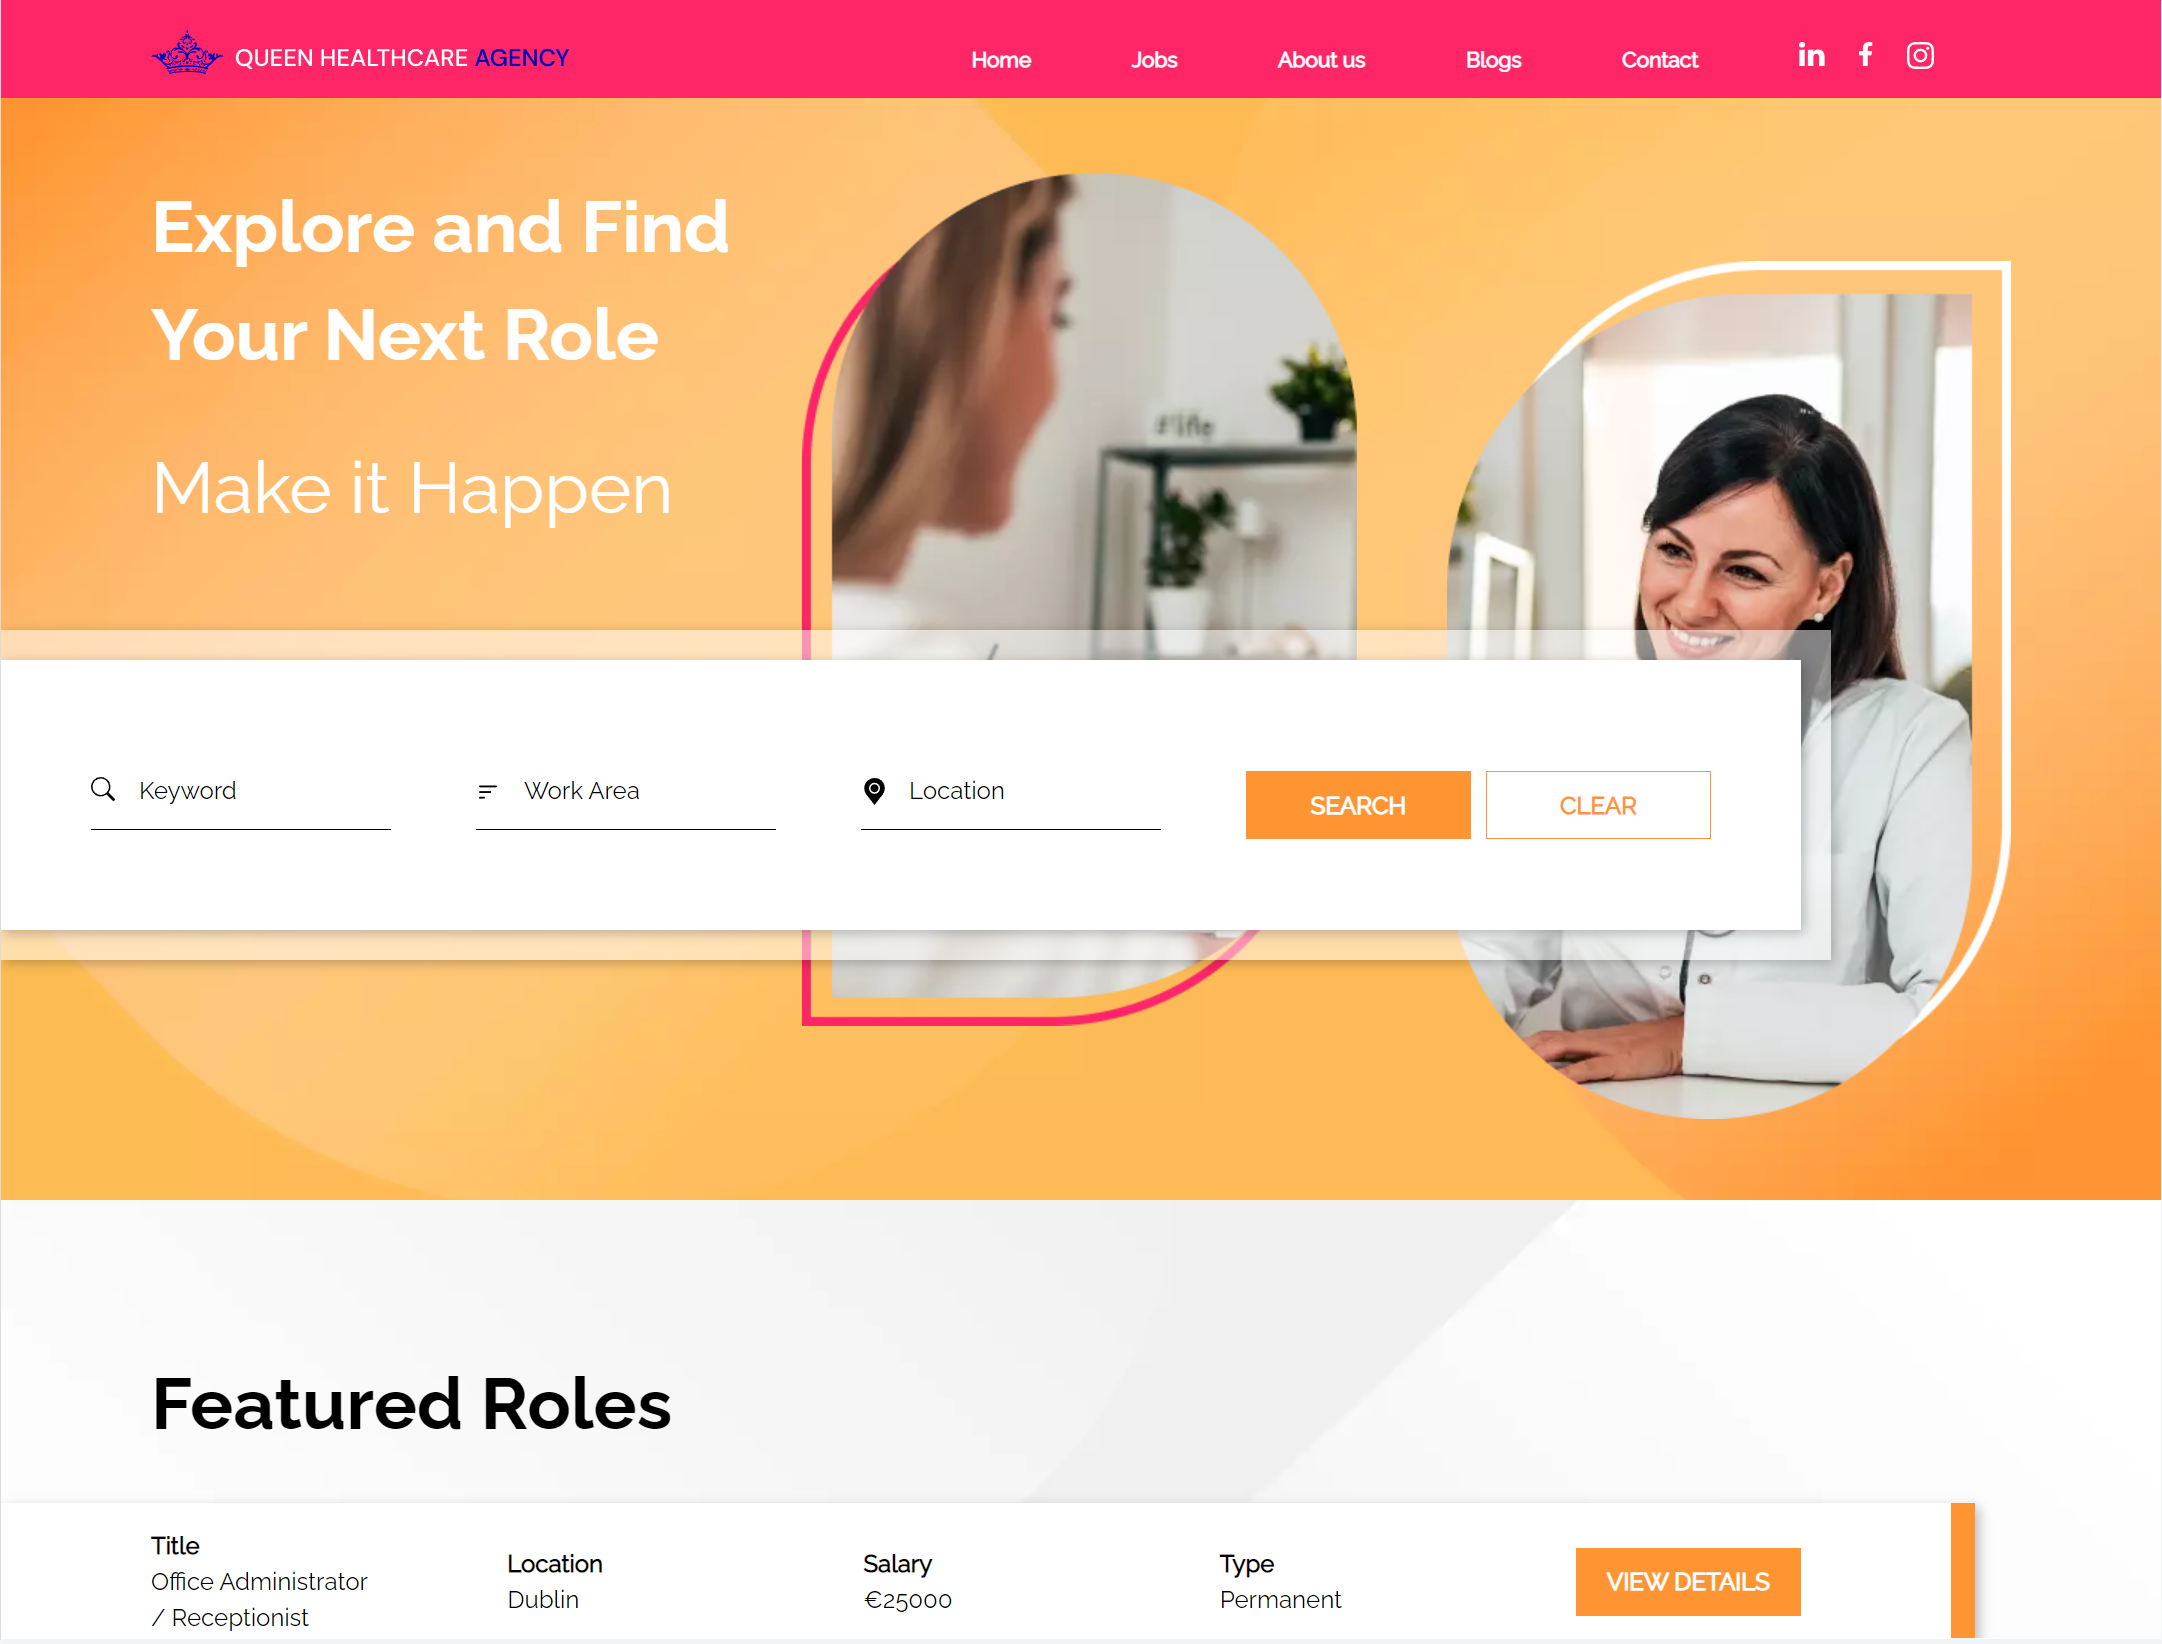 QUEEN HEALTHCARE AGENCY
Home
Jobs
About us
Blogs
Contact
in
f
Explore and Find
Your Next Role
Make it Happen
#life
Keyword
Work Area
Location
SEARCH
CLEAR
Featured Roles
Title
Office Administrator
/ Receptionist
Location
Dublin
Salary
€25000
Type
Permanent
VIEW DETAILS